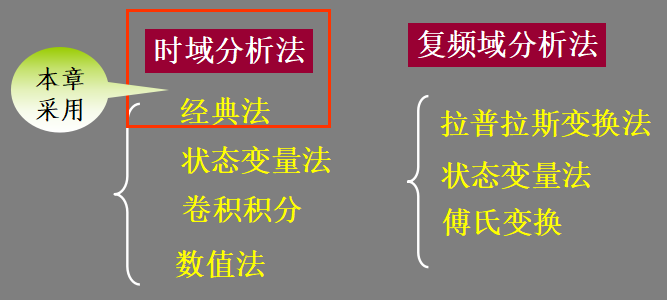 时域分析法
复频域分析法
本章
采用
经典法
状态变量法
卷积积分
数值法
拉普拉斯变换法
状态变量法
傅氏变换